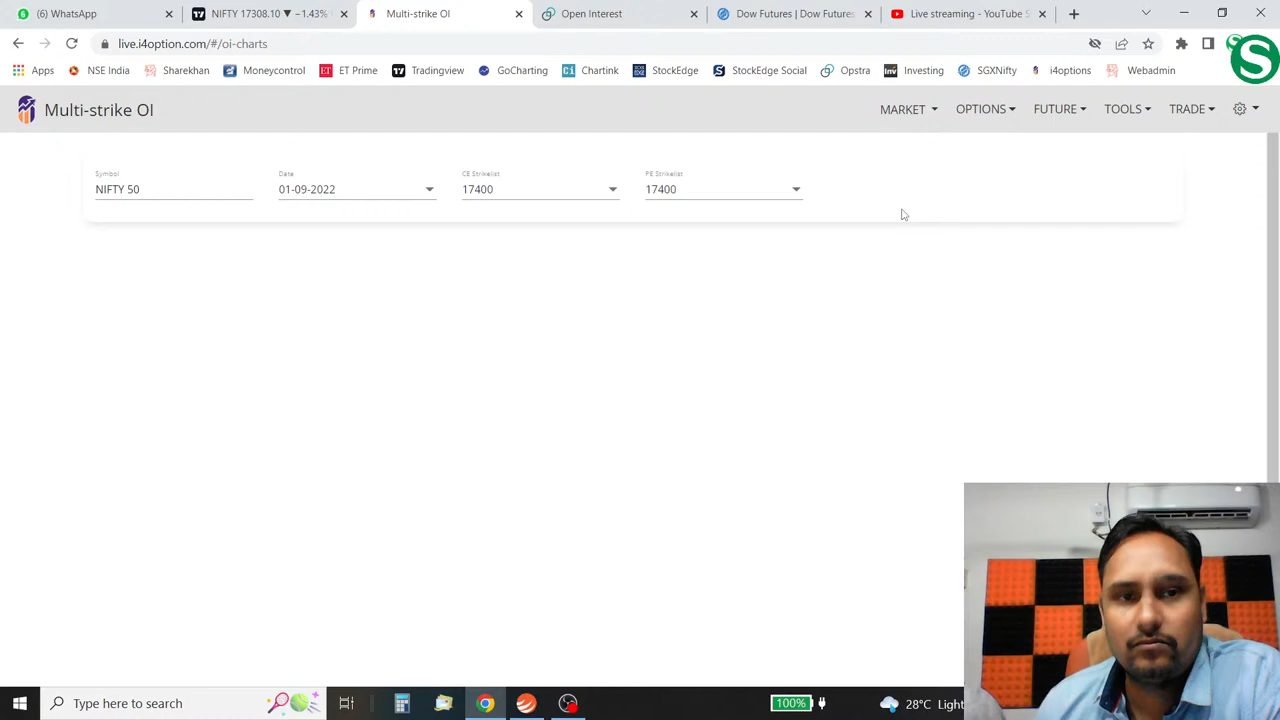 (6) WhatsApp
NIFTY 17308.10 ▼ −1.43%
Multi-strike OI
Open Interest
Dow Futures | Dow Futures
Live streaming - YouTube S
live.i4option.com/#/oi-charts
Apps
NSE India
Sharekhan
Moneycontrol
ET Prime
Tradingview
GoCharting
Chartink
StockEdge
StockEdge Social
Opstra
Investing
SGXNifty
i4options
Webadmin
Multi-strike OI
MARKET
OPTIONS
FUTURE
TOOLS
TRADE
Symbol
NIFTY 50
Date
01-09-2022
CE Strikelist
17400
PE Strikelist
17400
Type here to search
100%
28°C Light